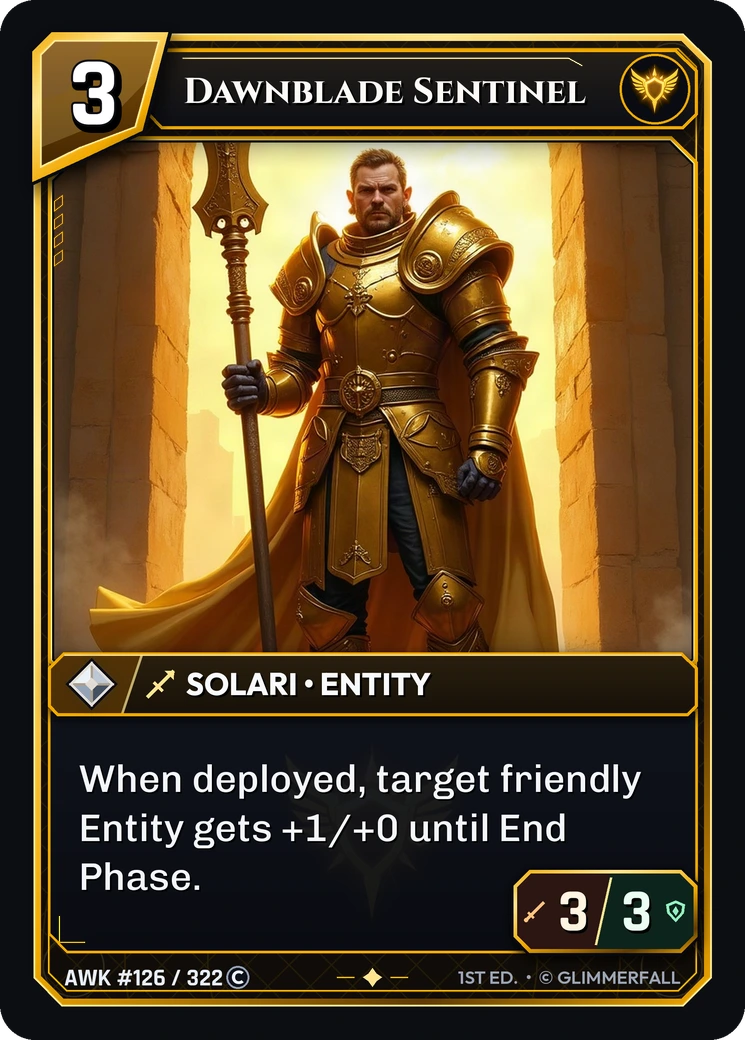 3
DAWNBLADE SENTINEL
SOLARI • ENTITY
When deployed, target friendly
Entity gets +1/+0 until End
Phase.
3 / 3
AWK #126 / 322 Ⓒ
1ST ED. • © GLIMMERFALL